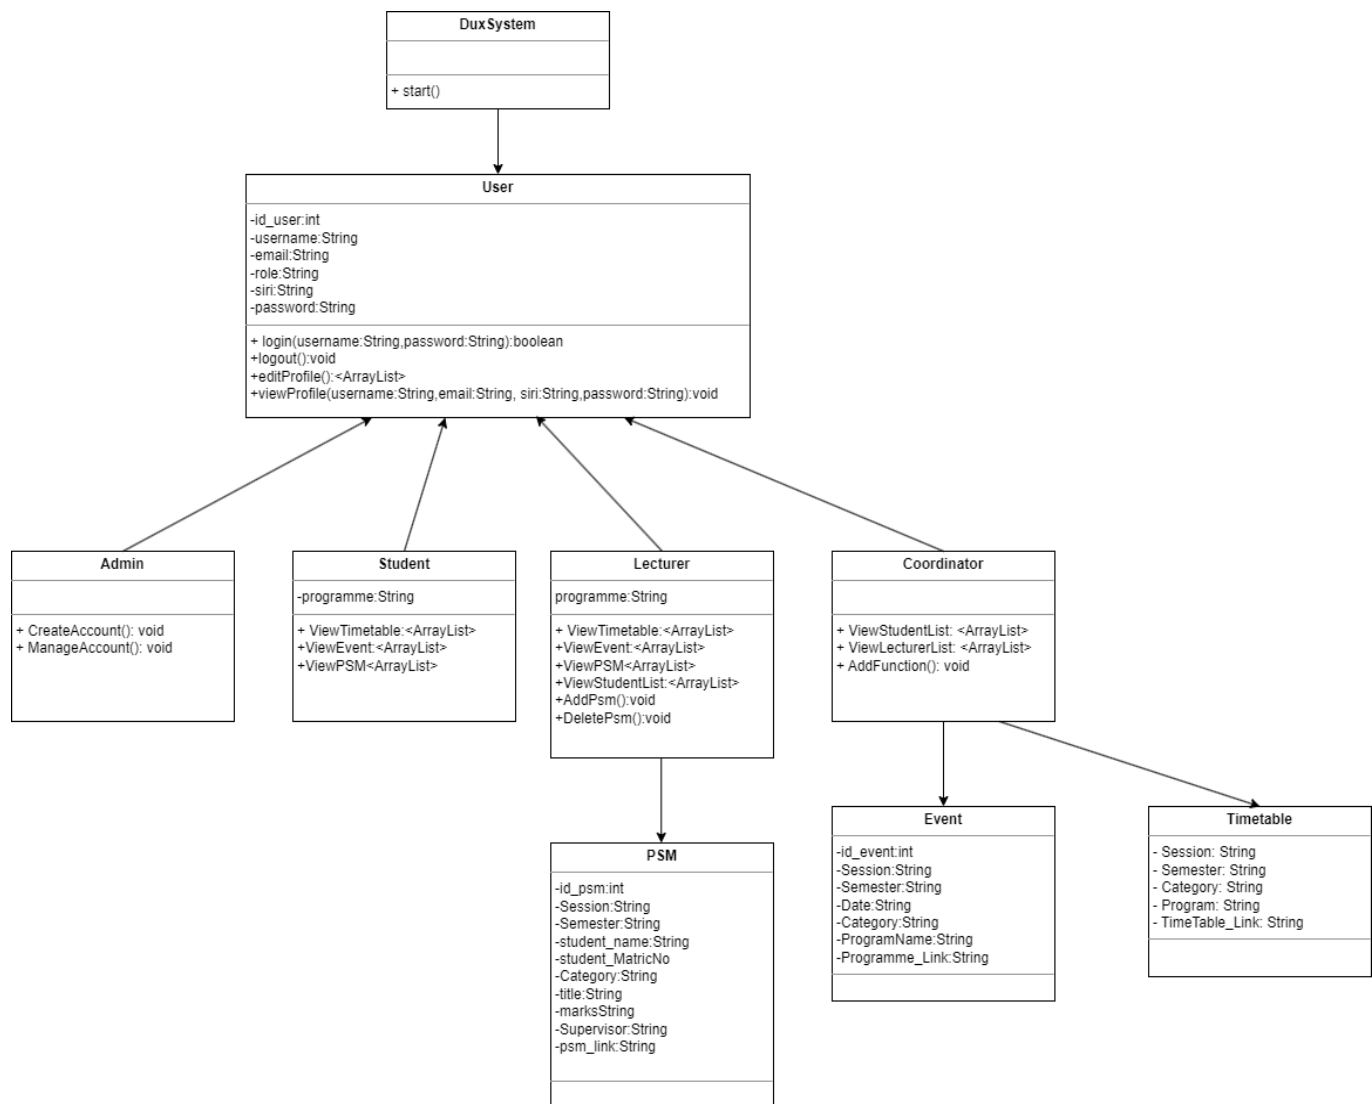 DuxSystem
+ start()
User
-id_user:int
-username:String
-email:String
-role:String
-siri:String
-password:String
+ login(username:String,password:String):boolean
+logout():void
+editProfile():<ArrayList>
+viewProfile(username:String,email:String, siri:String,password:String):void
Admin
+ CreateAccount(): void
+ ManageAccount(): void
Student
-programme:String
+ ViewTimetable:<ArrayList>
+ViewEvent:<ArrayList>
+ViewPSM<ArrayList>
Lecturer
programme:String
+ ViewTimetable:<ArrayList>
+ViewEvent:<ArrayList>
+ViewPSM<ArrayList>
+ViewStudentList:<ArrayList>
+AddPsm():void
+DeletePsm():void
Coordinator
+ ViewStudentList: <ArrayList>
+ ViewLecturerList: <ArrayList>
+ AddFunction(): void
PSM
-id_psm:int
-Session:String
-Semester:String
-student_name:String
-student_MatricNo
-Category:String
-title:String
-marksString
-Supervisor:String
-psm_link:String
Event
-id_event:int
-Session:String
-Semester:String
-Date:String
-Category:String
-ProgramName:String
-Programme_Link:String
Timetable
- Session: String
- Semester: String
- Category: String
- Program: String
- TimeTable_Link: String